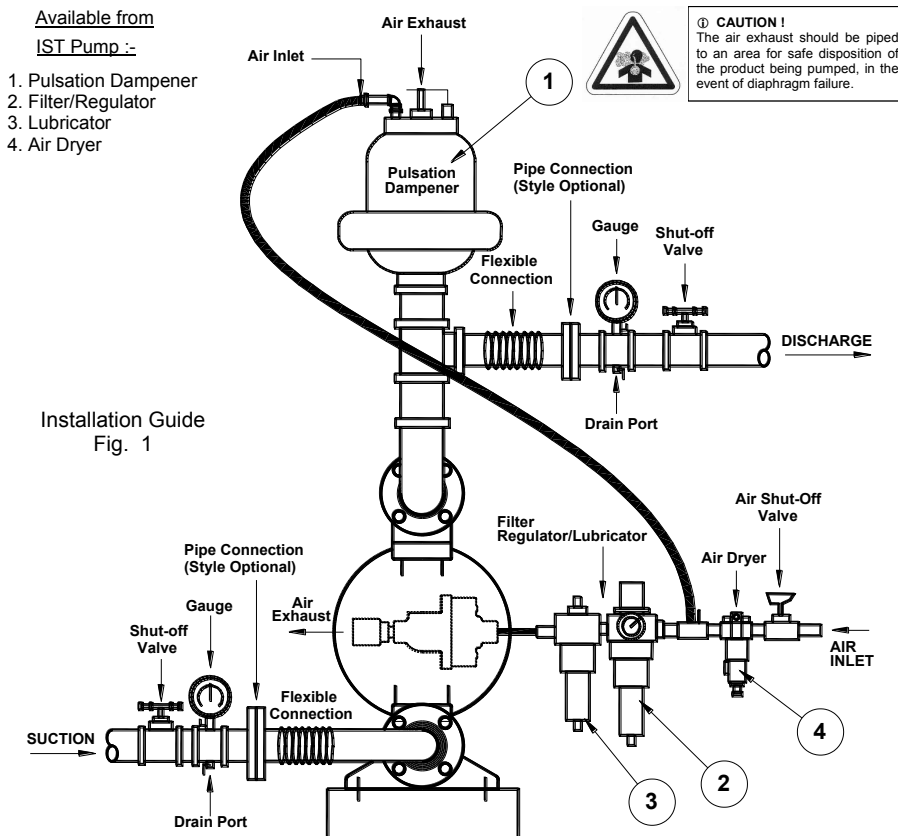 Available from
IST Pump :-
1. Pulsation Dampener
2. Filter/Regulator
3. Lubricator
4. Air Dryer
Air Exhaust
Air Inlet
1
ⓘ CAUTION !
The air exhaust should be piped
to an area for safe disposition of
the product being pumped, in the
event of diaphragm failure.
Pulsation
Dampener
Pipe Connection
(Style Optional)
Gauge
Shut-off
Valve
Flexible
Connection
DISCHARGE
Drain Port
Installation Guide
Fig. 1
Air Shut-Off
Valve
Filter
Regulator/Lubricator
Air Dryer
Pipe Connection
(Style Optional)
Air
Exhaust
Gauge
Shut-off
Valve
AIR
INLET
Flexible
Connection
SUCTION
4
2
3
Drain Port